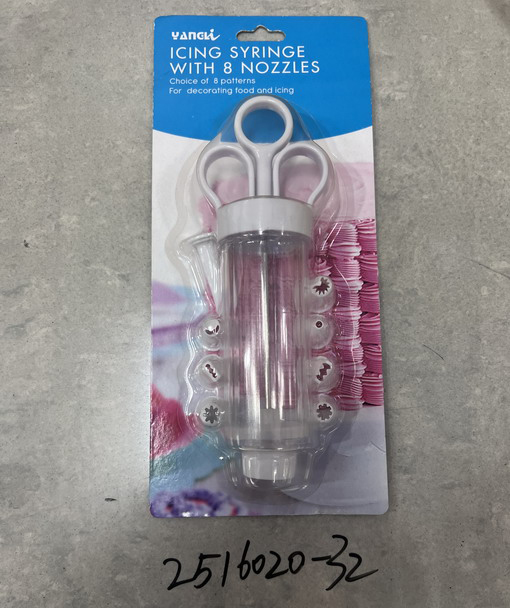 YANGLI
ICING SYRINGE
WITH 8 NOZZLES
Choice of 8 patterns
For decorating food and icing
2516020-32